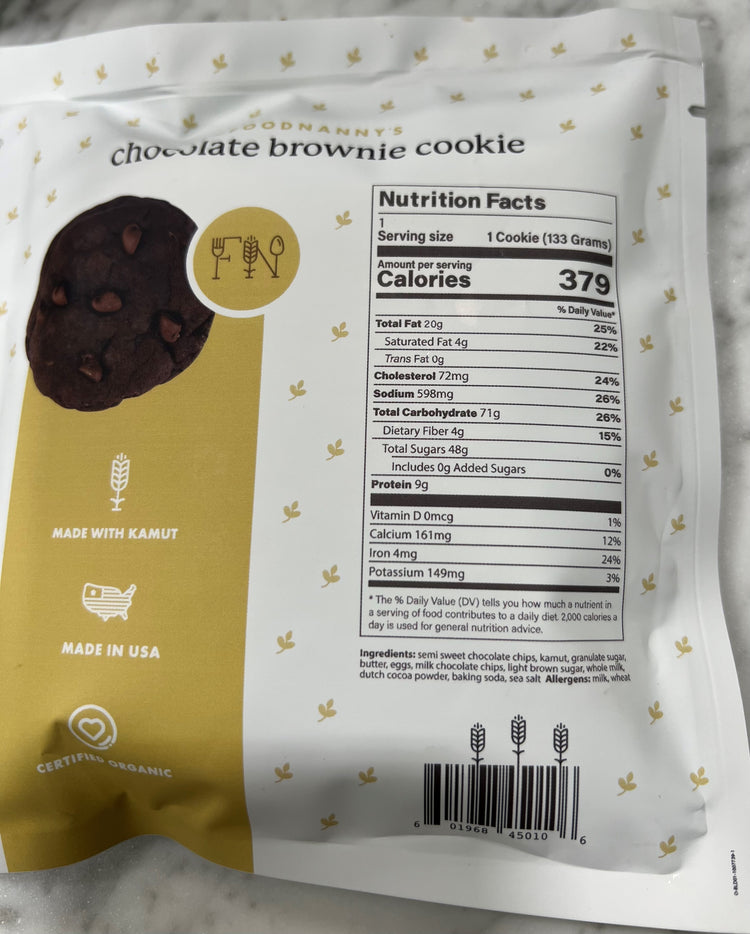 OODNANNY'S
chocolate brownie cookie
FN
MADE WITH KAMUT
MADE IN USA
CERTIFIED ORGANIC
Nutrition Facts
1
Serving size 1 Cookie (133 Grams)
Amount per serving
Calories 379
% Daily Value*
Total Fat 20g 25%
Saturated Fat 4g 22%
Trans Fat 0g
Cholesterol 72mg 24%
Sodium 598mg 26%
Total Carbohydrate 71g 26%
Dietary Fiber 4g 15%
Total Sugars 48g
Includes 0g Added Sugars 0%
Protein 9g
Vitamin D 0mcg 1%
Calcium 161mg 12%
Iron 4mg 24%
Potassium 149mg 3%
* The % Daily Value (DV) tells you how much a nutrient in
a serving of food contributes to a daily diet 2,000 calories a
day is used for general nutrition advice.
Ingredients: semi sweet chocolate chips, kamut, granulate sugar,
butter, eggs, milk chocolate chips, light brown sugar, whole milk,
dutch cocoa powder, baking soda, sea salt Allergens: milk, wheat
6 01968 45010 6